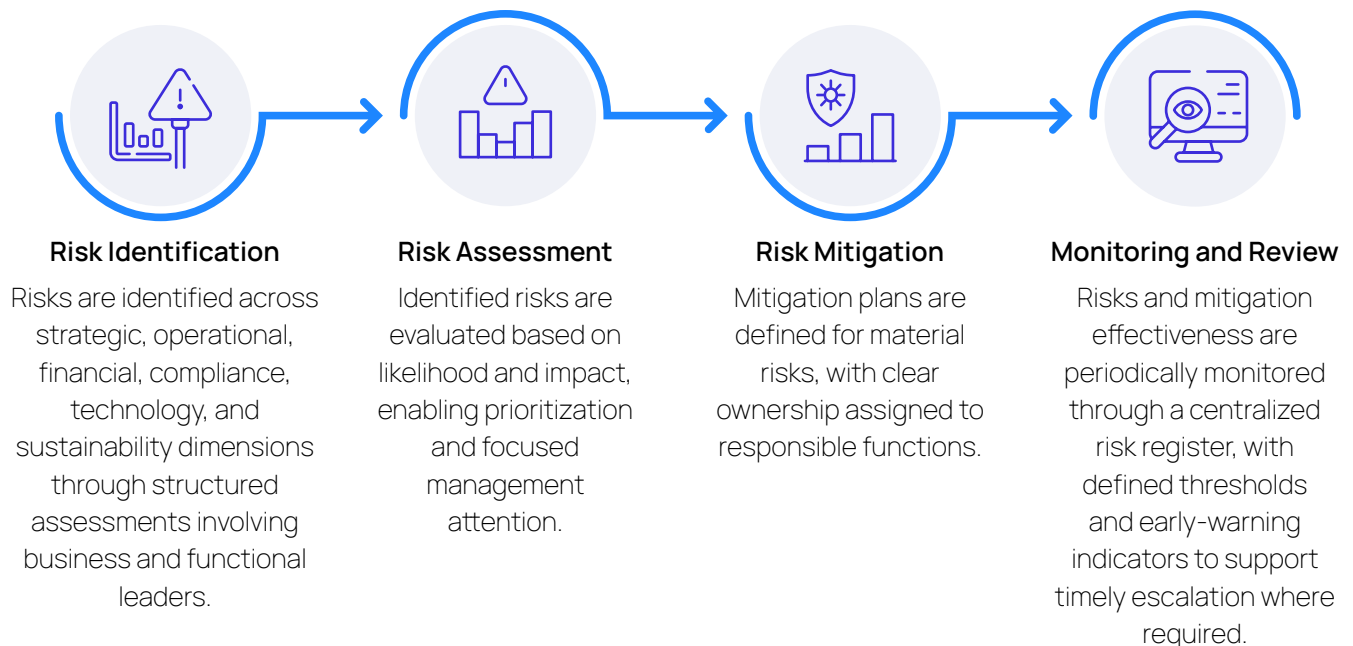 Risk Identification
Risks are identified across
strategic, operational,
financial, compliance,
technology, and
sustainability dimensions
through structured
assessments involving
business and functional
leaders.
Risk Assessment
Identified risks are
evaluated based on
likelihood and impact,
enabling prioritization
and focused
management
attention.
Risk Mitigation
Mitigation plans are
defined for material
risks, with clear
ownership assigned to
responsible functions.
Monitoring and Review
Risks and mitigation
effectiveness are
periodically monitored
through a centralized
risk register, with
defined thresholds
and early-warning
indicators to support
timely escalation where
required.